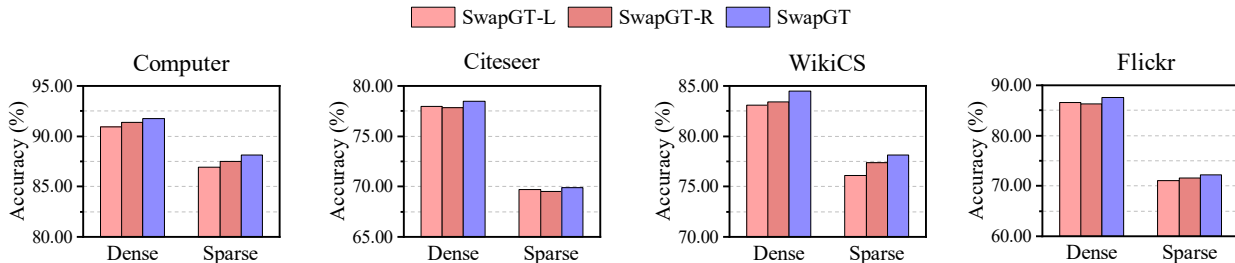 SwapGT-L SwapGT-R SwapGT
Computer
Accuracy (%)
95.00
90.00
85.00
80.00
Dense Sparse
Citeseer
Accuracy (%)
80.00
75.00
70.00
65.00
Dense Sparse
WikiCS
Accuracy (%)
85.00
80.00
75.00
70.00
Dense Sparse
Flickr
Accuracy (%)
90.00
80.00
70.00
60.00
Dense Sparse